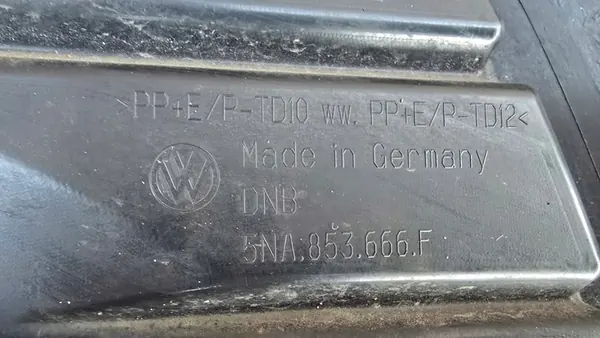 >PP+E/P-TD10 ww. PP+E/P-TD12<
Made in Germany
DNB
5NA.853.666.F